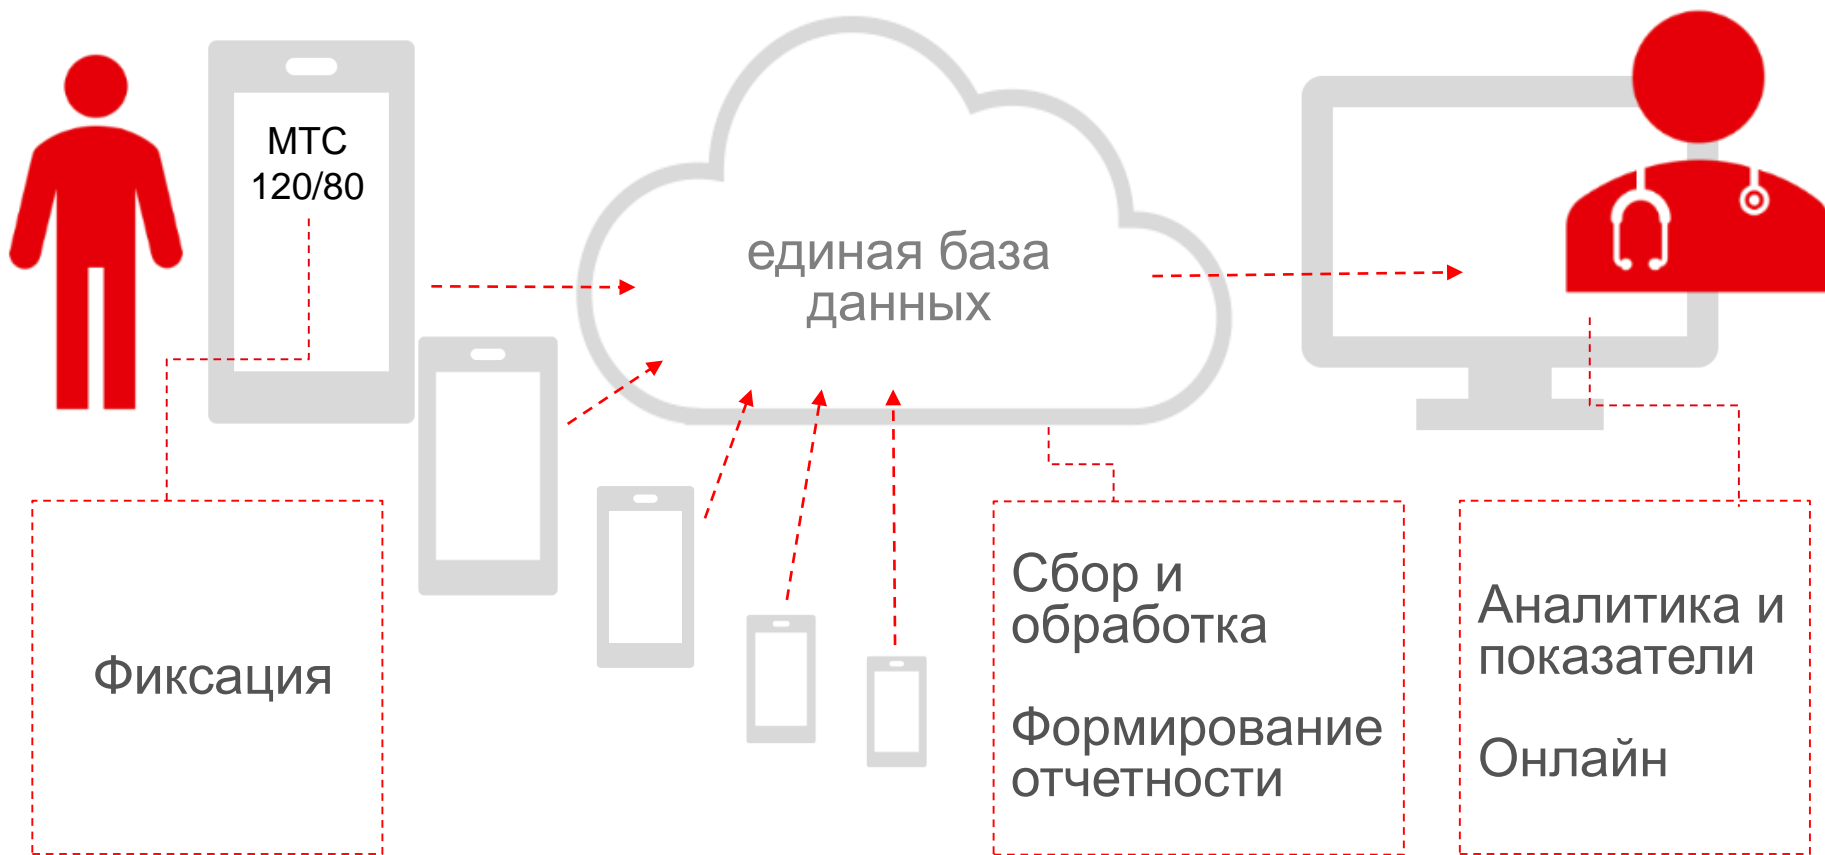 МТС
120/80
единая база
данных
Фиксация
Сбор и
обработка
Формирование
отчетности
Аналитика и
показатели
Онлайн